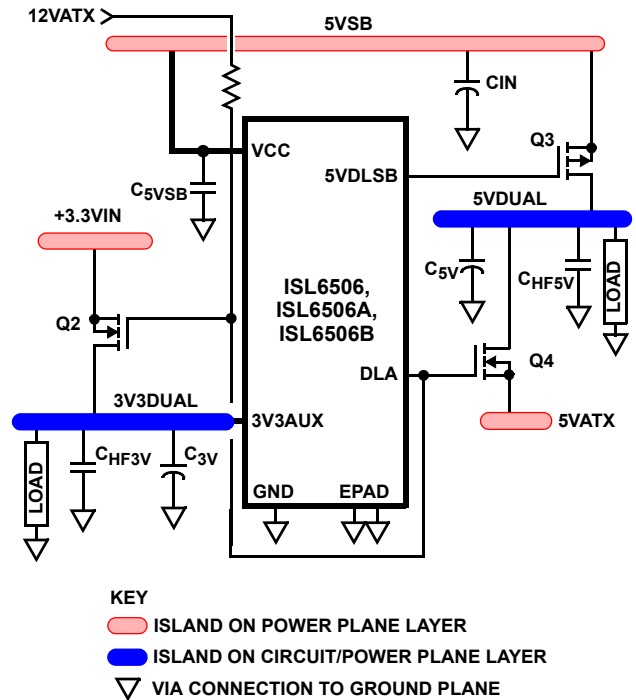 12VATX
5VSB
CIN
Q3
VCC
5VDLSB
C5VSB
5VDUAL
+3.3VIN
C5V
CHF5V
LOAD
ISL6506,
ISL6506A,
ISL6506B
Q2
Q4
DLA
3V3DUAL
3V3AUX
5VATX
CHF3V
C3V
LOAD
GND
EPAD
KEY
ISLAND ON POWER PLANE LAYER
ISLAND ON CIRCUIT/POWER PLANE LAYER
VIA CONNECTION TO GROUND PLANE